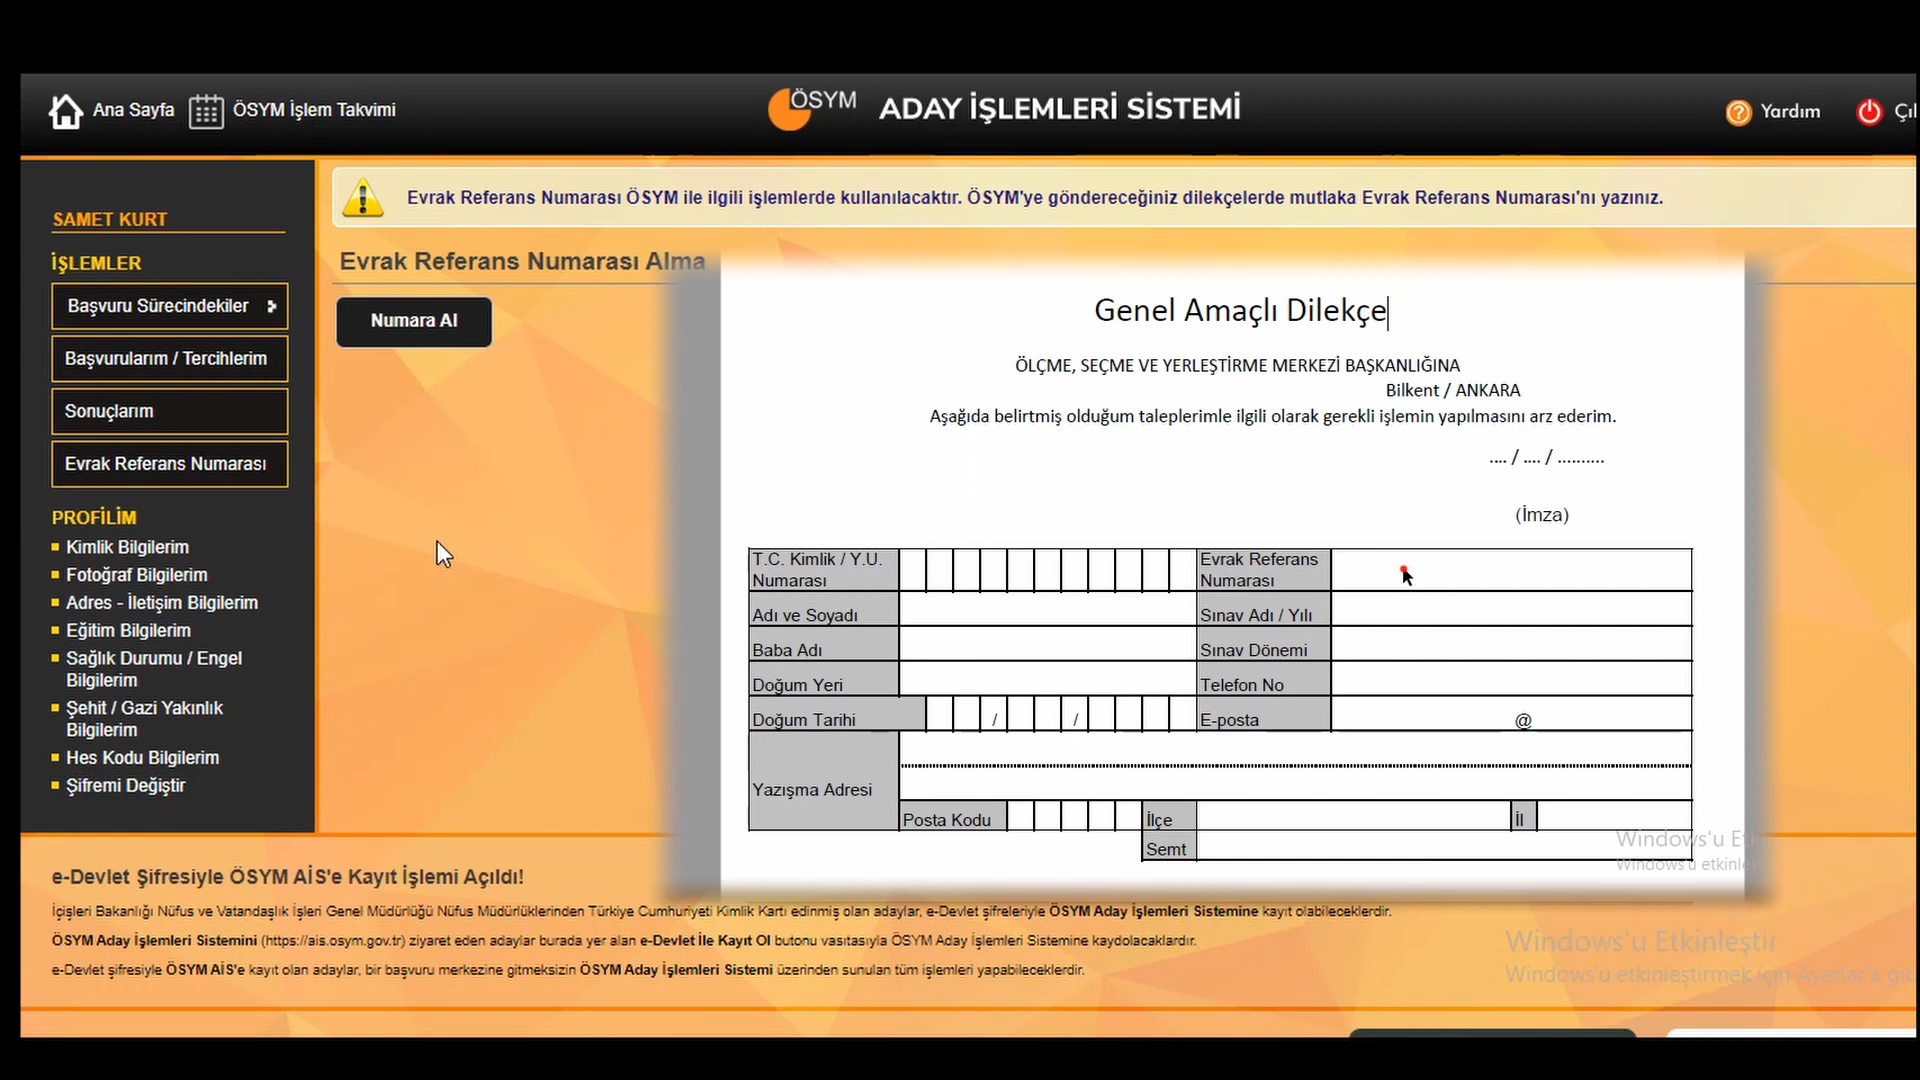 Ana Sayfa
ÖSYM İşlem Takvimi
ÖSYM ADAY İŞLEMLERİ SİSTEMİ
Yardım
Evrak Referans Numarası ÖSYM ile ilgili işlemlerde kullanılacaktır. ÖSYM'ye göndereceğiniz dilekçelerde mutlaka Evrak Referans Numarası'nı yazınız.
SAMET KURT
İŞLEMLER
Başvuru Sürecindekiler
Başvurularım / Tercihlerim
Sonuçlarım
Evrak Referans Numarası
PROFİLİM
Kimlik Bilgilerim
Fotoğraf Bilgilerim
Adres - İletişim Bilgilerim
Eğitim Bilgilerim
Sağlık Durumu / Engel
Bilgilerim
Şehit / Gazi Yakınlık
Bilgilerim
Hes Kodu Bilgilerim
Şifremi Değiştir
Evrak Referans Numarası Alma
Numara Al
Genel Amaçlı Dilekçe
ÖLÇME, SEÇME VE YERLEŞTİRME MERKEZİ BAŞKANLIĞINA
Bilkent / ANKARA
Aşağıda belirtmiş olduğum taleplerimle ilgili olarak gerekli işlemin yapılmasını arz ederim.
.... / .... / ..........
(İmza)
T.C. Kimlik / Y.U.
Numarası
Evrak Referans
Numarası
Adı ve Soyadı
Sınav Adı / Yılı
Baba Adı
Sınav Dönemi
Doğum Yeri
Telefon No
Doğum Tarihi / /
E-posta @
Yazışma Adresi
Posta Kodu
İlçe
İl
Semt
e-Devlet Şifresiyle ÖSYM AİS'e Kayıt İşlemi Açıldı!
İçişleri Bakanlığı Nüfus ve Vatandaşlık İşleri Genel Müdürlüğü Nüfus Müdürlüklerinden Türkiye Cumhuriyeti Kimlik Kartı edinmiş olan adaylar, e-Devlet şifreleriyle ÖSYM Aday İşlemleri Sistemine kayıt olabileceklerdir.
ÖSYM Aday İşlemleri Sistemini (https://ais.osym.gov.tr) ziyaret eden adaylar burada yer alan e-Devlet İle Kayıt Ol butonu vasıtasıyla ÖSYM Aday İşlemleri Sistemine kaydolacaklardır.
e-Devlet şifresiyle ÖSYM AİS'e kayıt olan adaylar, bir başvuru merkezine gitmeksizin ÖSYM Aday İşlemleri Sistemi üzerinden sunulan tüm işlemleri yapabileceklerdir.
Windows'u Etkinleştir
Windows'u etkinleştirmek için Ayarlar'a